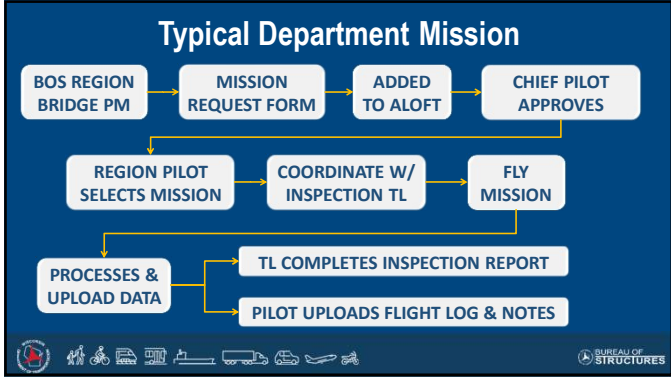 Typical Department Mission
BOS REGION
BRIDGE PM
MISSION
REQUEST FORM
ADDED
TO ALOFT
CHIEF PILOT
APPROVES
REGION PILOT
SELECTS MISSION
COORDINATE W/
INSPECTION TL
FLY
MISSION
PROCESSES &
UPLOAD DATA
TL COMPLETES INSPECTION REPORT
PILOT UPLOADS FLIGHT LOG & NOTES
WISCONSIN
BUREAU OF
STRUCTURES